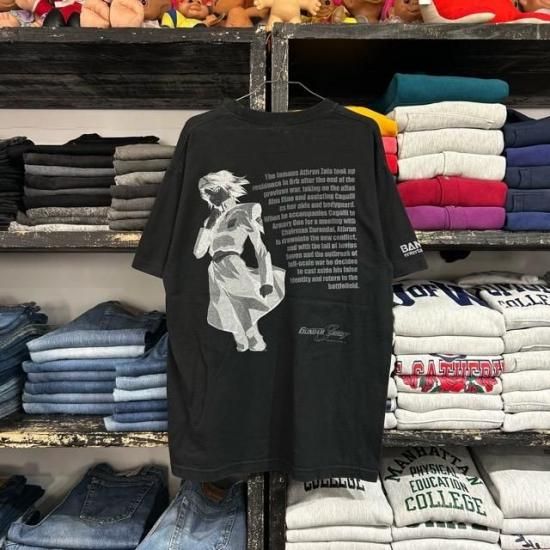 The famous Athrun Zala took up
residence in Orb after the end of the
previous war, taking on the alias
Alex Dino and assisting Cagalli
as her aide and bodyguard.
When he accompanies Cagalli to
Armory One for a meeting with
Chairman Durandal, Athrun
is drawn into the new conflict,
and with the fall of Junius
Seven and the outbreak of
full-scale war he decides
to cast aside his false
identity and return to the
battlefield.
GUNDAM
BAN
COLLEGE
COLLEGE
MANHATTAN
PHYSICAL
EDUCATION
COLLEGE